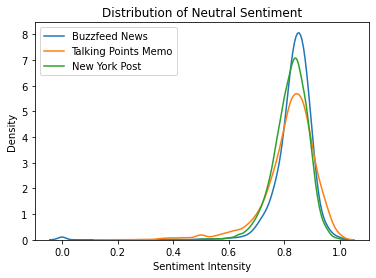 Distribution of Neutral Sentiment
Buzzfeed News
Talking Points Memo
New York Post
Density
8
7
6
5
4
3
2
1
0
0.0 0.2 0.4 0.6 0.8 1.0
Sentiment Intensity